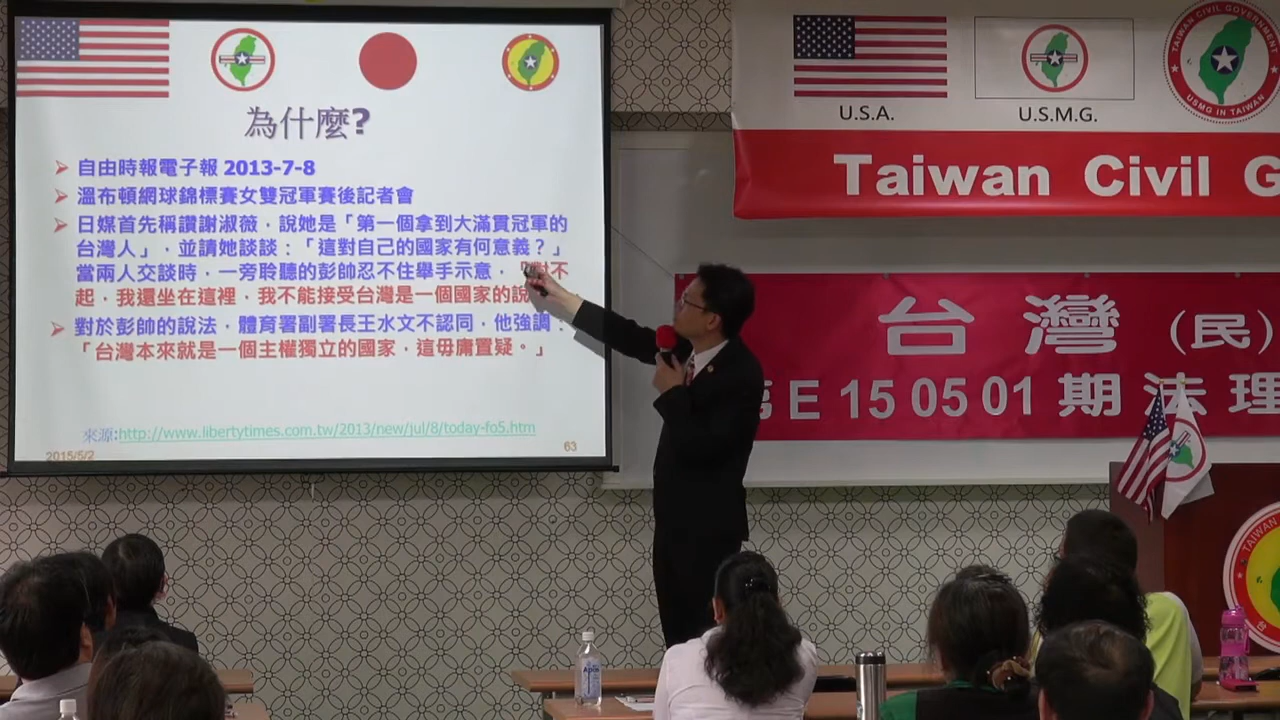 為什麼?
自由時報電子報 2013-7-8
溫布頓網球錦標賽女雙冠軍賽後記者會
日媒首先稱讚謝淑薇，說她是「第一個拿到大滿貫冠軍的
台灣人」，並請她談談：「這對自己的國家有何意義？」
當兩人交談時，一旁聆聽的彭帥忍不住舉手示意，「對不
起，我還坐在這裡，我不能接受台灣是一個國家的說
對於彭帥的說法，體育署副署長王水文不認同，他強調：
「台灣本來就是一個主權獨立的國家，這毋庸置疑。」
來源:http://www.libertytimes.com.tw/2013/new/jul/8/today-fo5.htm
2015/5/2
63
U.S.A.
U.S.M.G.
TAIWAN CIVIL GOVERNMENT
USMG IN TAIWAN
Taiwan Civil G
台灣(民)
E 15 05 01 期法理